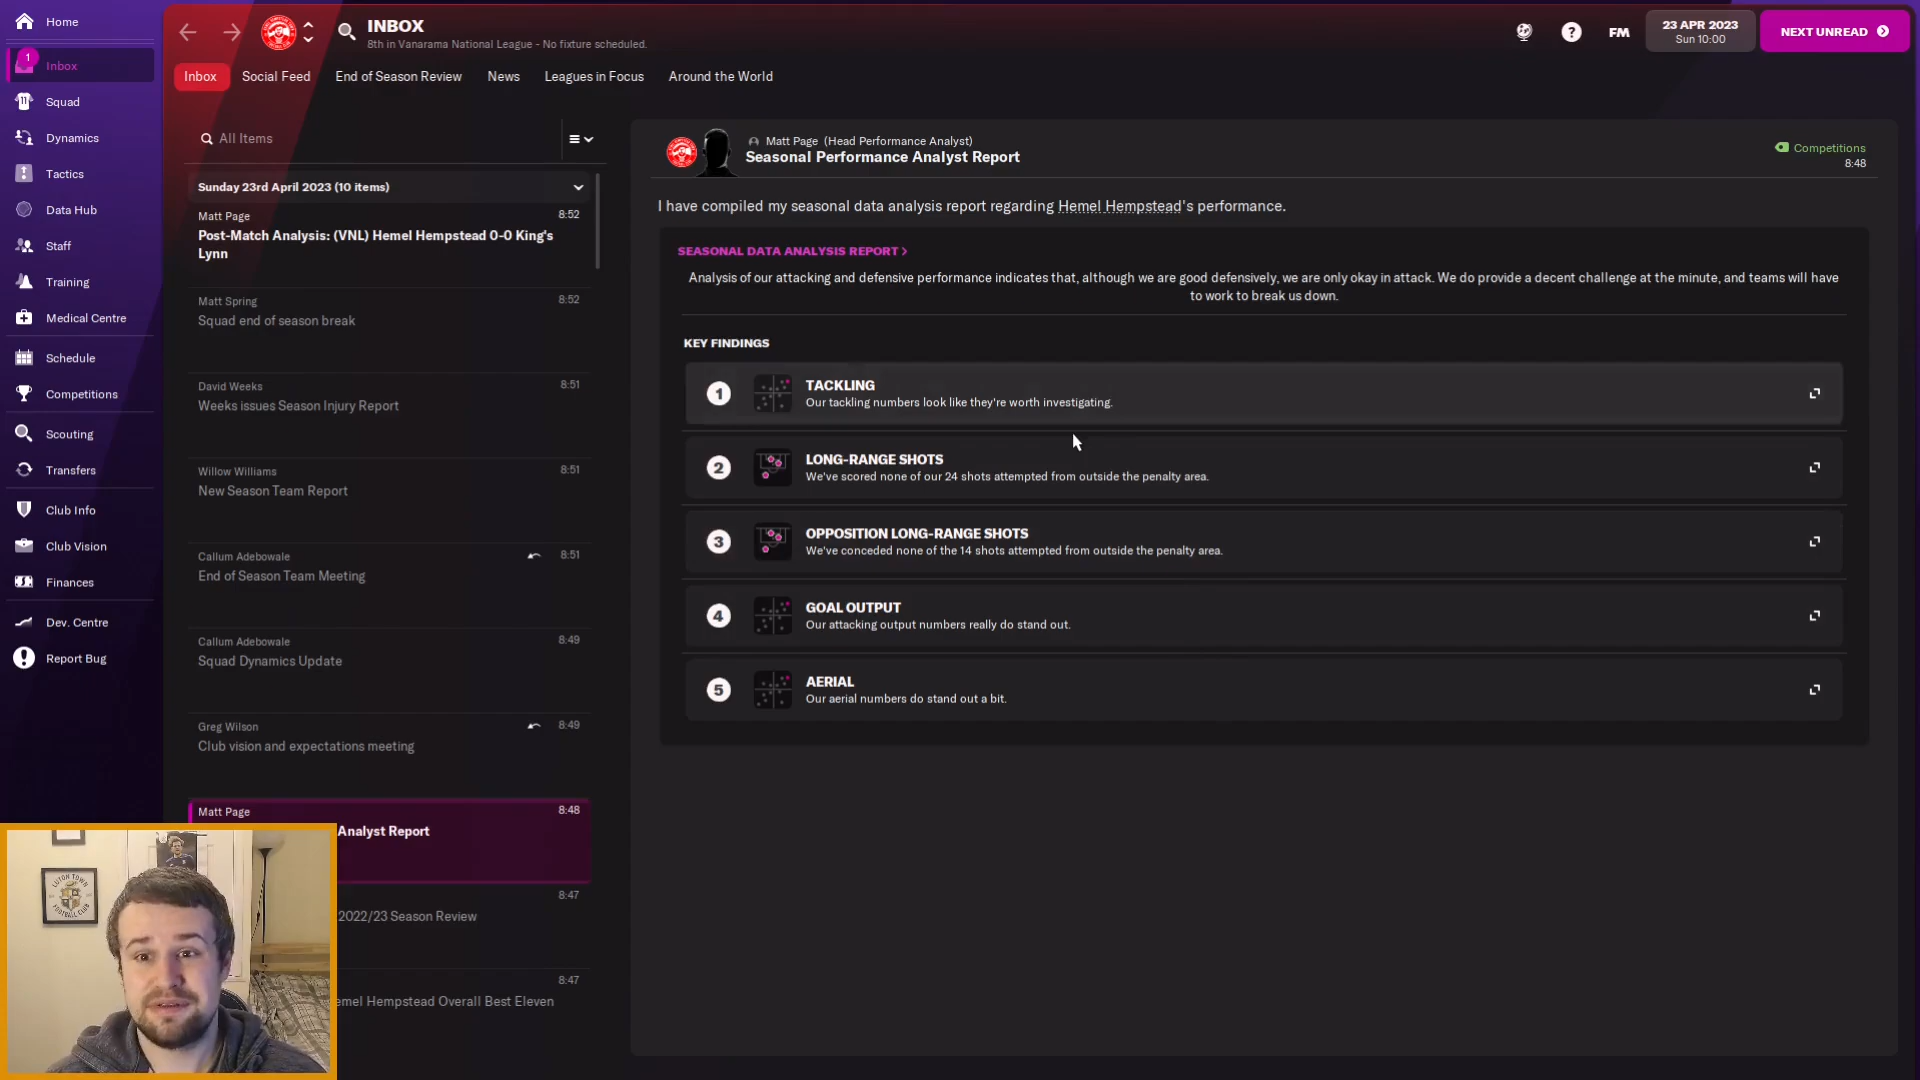 Home
1
Inbox
Squad
Dynamics
Tactics
Data Hub
Staff
Training
Medical Centre
Schedule
Competitions
Scouting
Transfers
Club Info
Club Vision
Finances
Dev. Centre
Report Bug
INBOX
8th in Vanarama National League - No fixture scheduled.
FM
23 APR 2023
Sun 10:00
NEXT UNREAD
Inbox
Social Feed
End of Season Review
News
Leagues in Focus
Around the World
All Items
Sunday 23rd April 2023 (10 items)
Matt Page
8:52
Post-Match Analysis: (VNL) Hemel Hempstead 0-0 King's
Lynn
Matt Spring
8:52
Squad end of season break
David Weeks
8:51
Weeks issues Season Injury Report
Willow Williams
8:51
New Season Team Report
Callum Adebowale
8:51
End of Season Team Meeting
Callum Adebowale
8:49
Squad Dynamics Update
Greg Wilson
8:49
Club vision and expectations meeting
Matt Page
8:48
Analyst Report
8:47
2022/23 Season Review
8:47
emel Hempstead Overall Best Eleven
Matt Page (Head Performance Analyst)
Seasonal Performance Analyst Report
Competitions
8:48
I have compiled my seasonal data analysis report regarding Hemel Hempstead's performance.
SEASONAL DATA ANALYSIS REPORT >
Analysis of our attacking and defensive performance indicates that, although we are good defensively, we are only okay in attack. We do provide a decent challenge at the minute, and teams will have
to work to break us down.
KEY FINDINGS
1
TACKLING
Our tackling numbers look like they're worth investigating.
2
LONG-RANGE SHOTS
We've scored none of our 24 shots attempted from outside the penalty area.
3
OPPOSITION LONG-RANGE SHOTS
We've conceded none of the 14 shots attempted from outside the penalty area.
4
GOAL OUTPUT
Our attacking output numbers really do stand out.
5
AERIAL
Our aerial numbers do stand out a bit.
LUTON TOWN
FOOTBALL CLUB